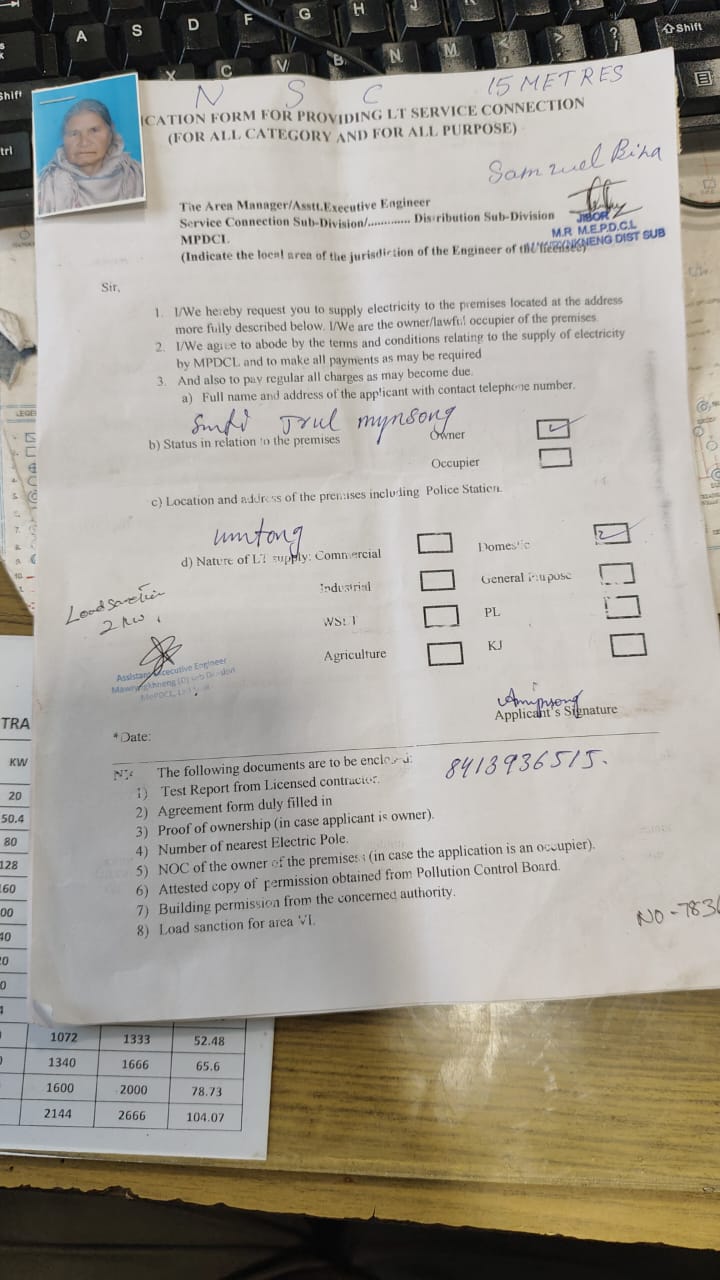 N S C 15 METRES
ICATION FORM FOR PROVIDING LT SERVICE CONNECTION
(FOR ALL CATEGORY AND FOR ALL PURPOSE)
Samzuel
The Area Manager/Asstt.Executive Engineer
Service Connection Sub-Division/............ Distribution Sub-Division
MPDCL
JIBOR
M.R M.E.P.D.C.L
DIST SUB
(Indicate the local area of the jurisdiction of the Engineer of the licensee)
Sir,
1. I/We hereby request you to supply electricity to the premises located at the address
more fully described below. I/We are the owner/lawful occupier of the premises.
2. I/We agree to abode by the terms and conditions relating to the supply of electricity
by MPDCL and to make all payments as may be required
3. And also to pay regular all charges as may become due.
a) Full name and address of the applicant with contact telephone number.
Smti Trul mynsong
b) Status in relation to the premises Owner
Occupier
c) Location and address of the premises including Police Station.
umtong
d) Nature of LT supply: Commercial Domestic
Industrial General Purpose
Load sanction
2 KW.
PL
Agriculture KJ
Assistant Executive Engineer
Applicant's Signature
*Date:
The following documents are to be enclosed:
8413936515.
1) Test Report from Licensed contractor.
2) Agreement form duly filled in
3) Proof of ownership (in case applicant is owner).
4) Number of nearest Electric Pole.
5) NOC of the owner of the premises (in case the application is an occupier).
6) Attested copy of permission obtained from Pollution Control Board.
7) Building permission from the concerned authority.
8) Load sanction for area VI.
NO-783
TRA
KW
20
50.4
80
128
1072 1333 52.48
1340 1666 65.6
1600 2000 78.73
2144 2666 104.07